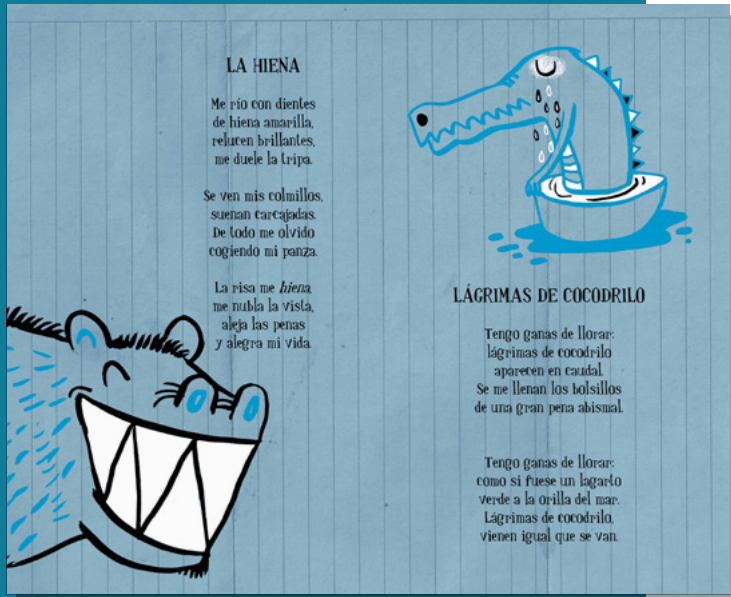 LA HIENA
Me río con dientes
de hiena amarilla,
relucen brillantes,
me duele la tripa.
Se ven mis colmillos,
suenan carcajadas.
De todo me olvido
cogiendo mi panza.
La risa me hiena,
me nubla la vista,
aleja las penas
y alegra mi vida.
LÁGRIMAS DE COCODRILO
Tengo ganas de llorar:
lágrimas de cocodrilo
aparecen en caudal.
Se me llenan los bolsillos
de una gran pena abismal.
Tengo ganas de llorar:
como si fuese un lagarto
verde a la orilla del mar.
Lágrimas de cocodrilo,
vienen igual que se van.